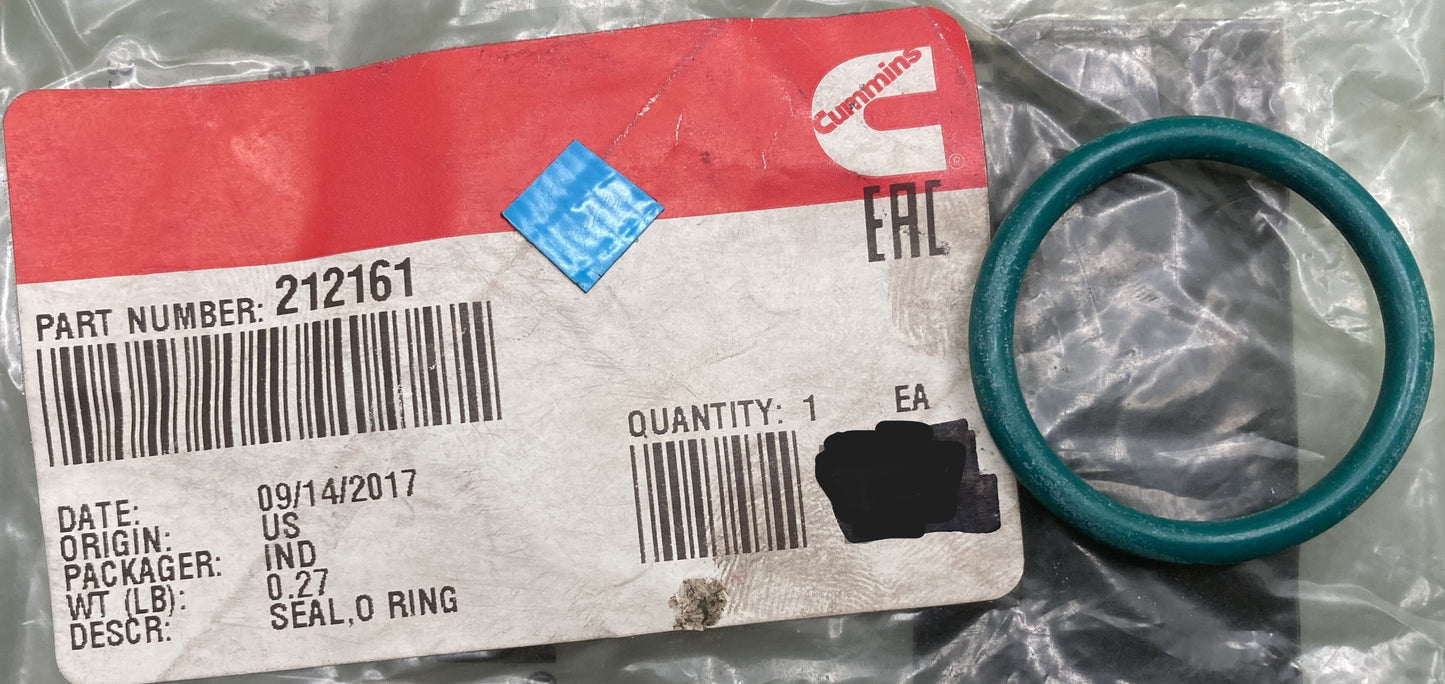 Cummins
®
EAC
PART NUMBER: 212161
QUANTITY: 1 EA
DATE: 09/14/2017
ORIGIN: US
PACKAGER: IND
WT (LB): 0.27
DESCR: SEAL,O RING